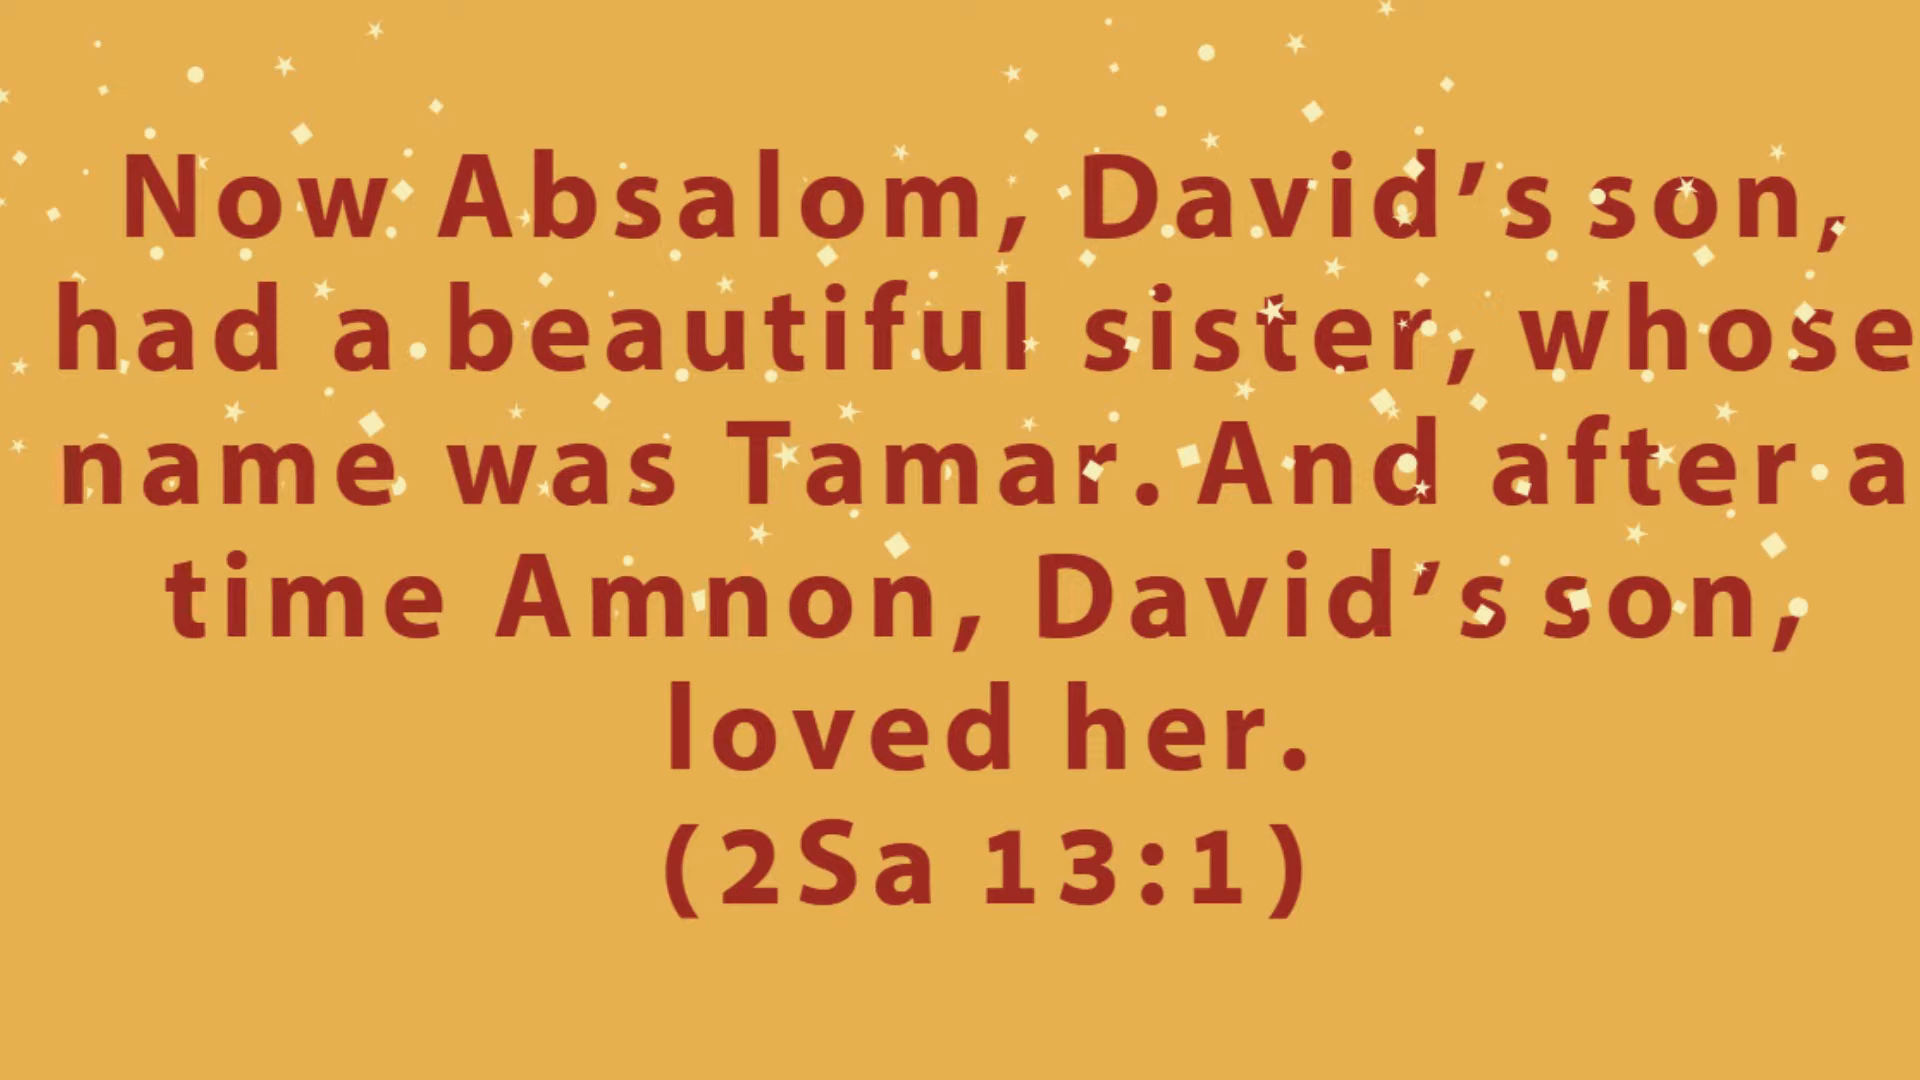 Now Absalom, David’s son,
had a beautiful sister, whose
name was Tamar. And after a
time Amnon, David’s son,
loved her.
(2Sa 13:1)